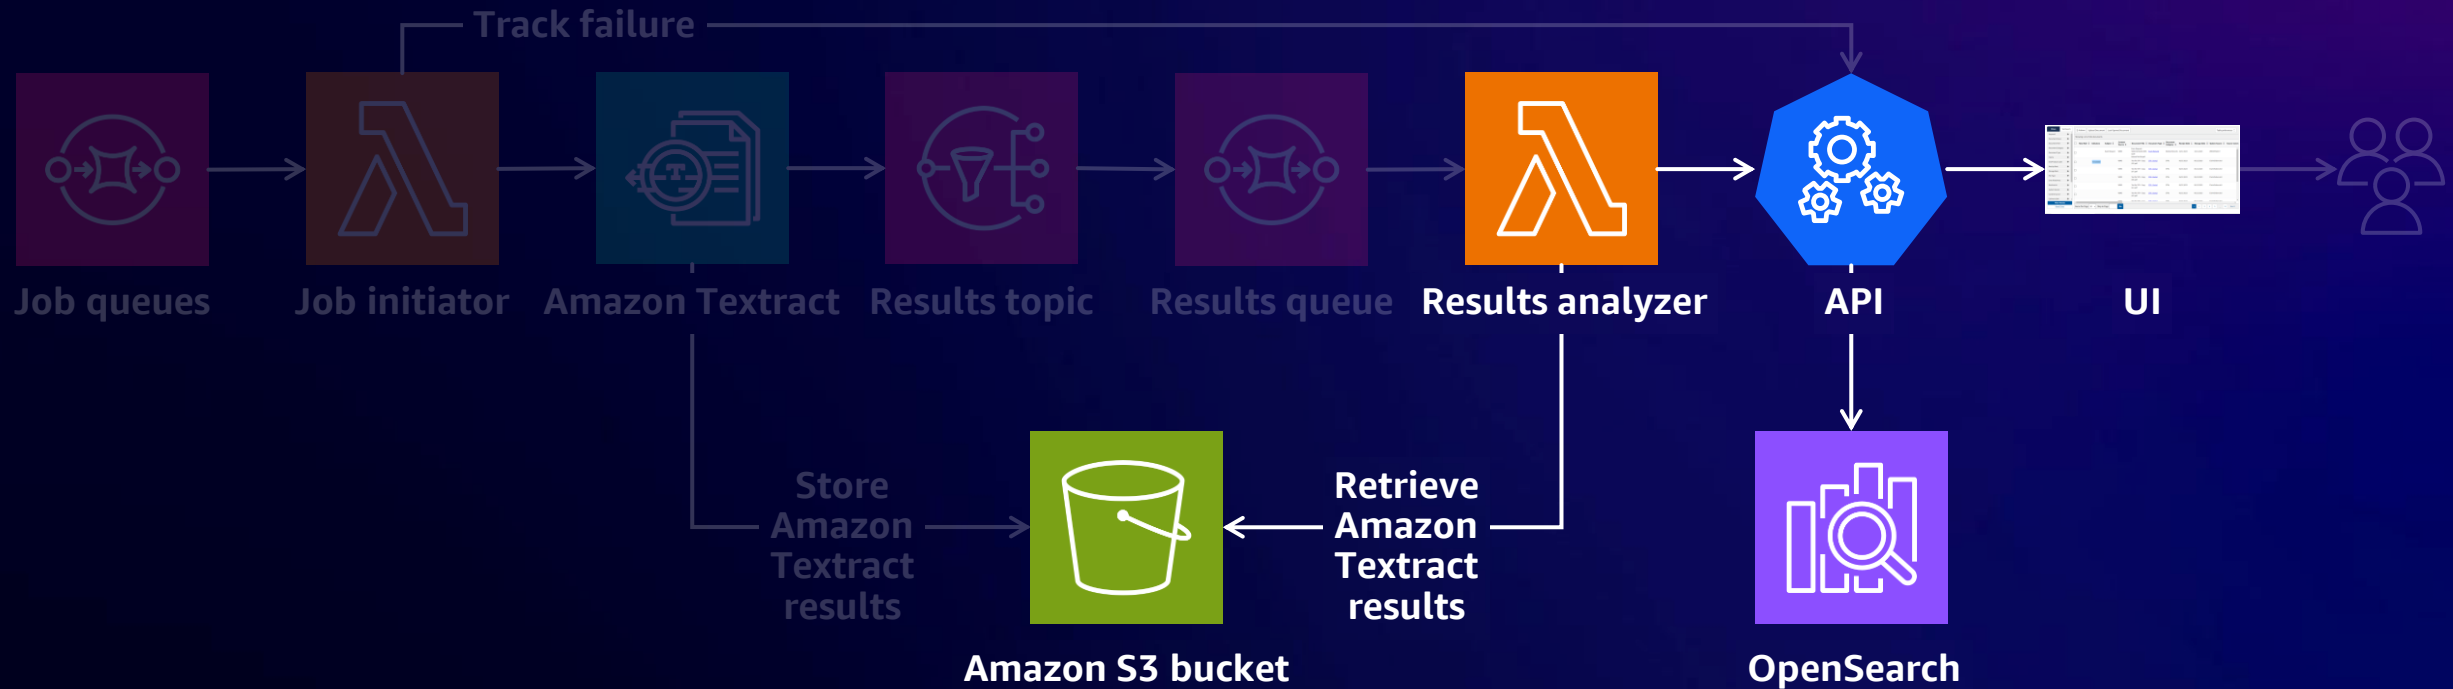 Track failure
Job queues
Job initiator
Amazon Textract
Results topic
Results queue
Results analyzer
API
UI
Store
Amazon
Textract
results
Retrieve
Amazon
Textract
results
Amazon S3 bucket
OpenSearch